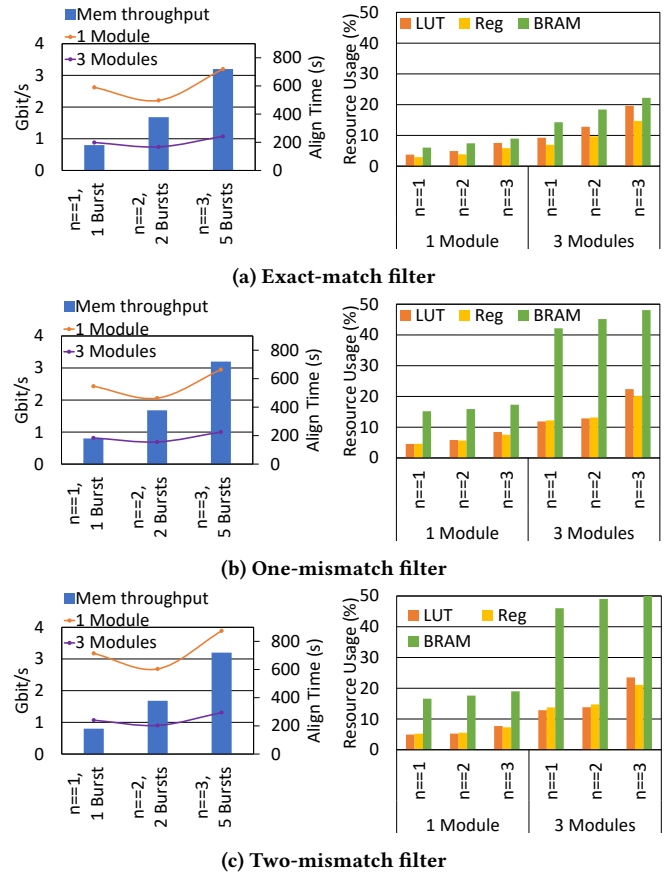 Mem throughput
1 Module
3 Modules
Gbit/s
4
3
2
1
0
800
600
400
200
0
Align Time (s)
n==1,
1 Burst
n==2,
2 Bursts
n==3,
5 Bursts
Resource Usage (%)
50
40
30
20
10
0
LUT Reg BRAM
n==1
n==2
n==3
n==1
n==2
n==3
1 Module 3 Modules
(a) Exact-match filter
Mem throughput
1 Module
3 Modules
Gbit/s
4
3
2
1
0
800
600
400
200
0
Align Time (s)
n==1,
1 Burst
n==2,
2 Bursts
n==3,
5 Bursts
Resource Usage (%)
50
40
30
20
10
0
LUT Reg BRAM
n==1
n==2
n==3
n==1
n==2
n==3
1 Module 3 Modules
(b) One-mismatch filter
Mem throughput
1 Module
3 Modules
Gbit/s
4
3
2
1
0
800
600
400
200
0
Align Time (s)
n==1,
1 Burst
n==2,
2 Bursts
n==3,
5 Bursts
Resource Usage (%)
50
40
30
20
10
0
LUT Reg
BRAM
n==1
n==2
n==3
n==1
n==2
n==3
1 Module 3 Modules
(c) Two-mismatch filter